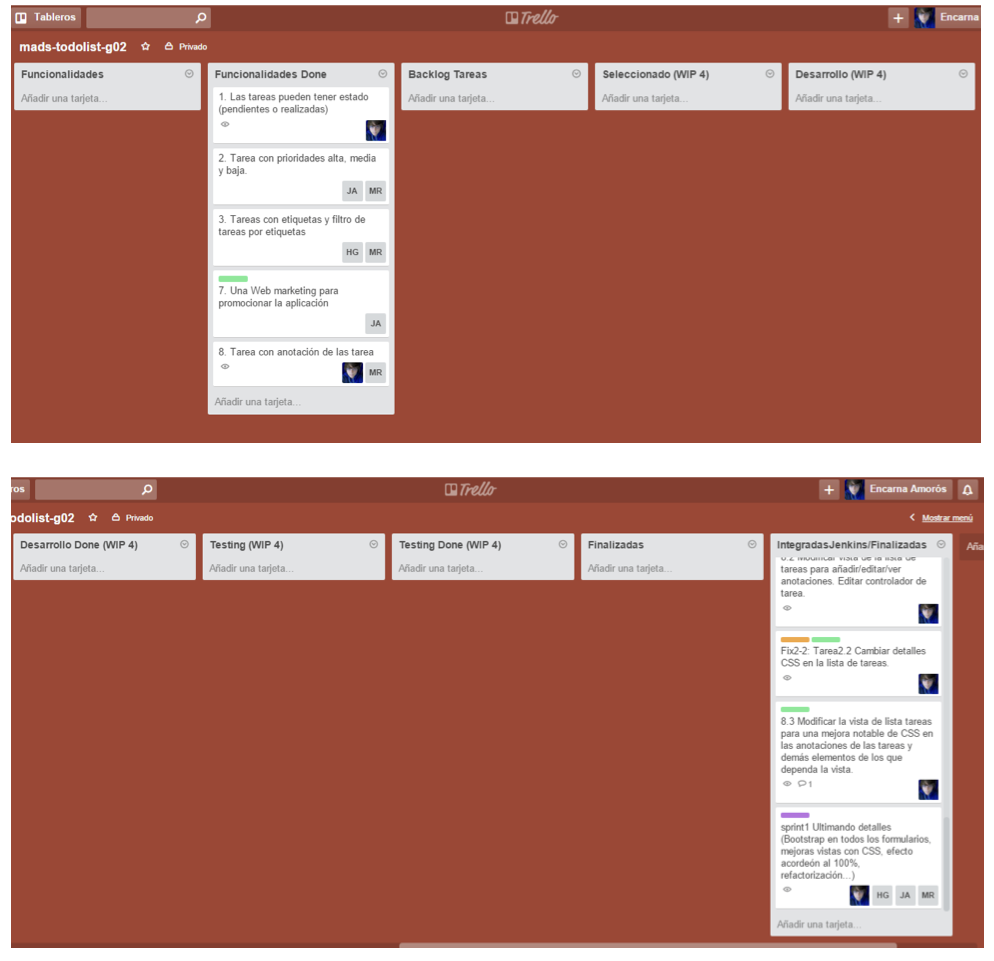 Tableros
Trello
Encarna
mads-todolist-g02 Privado
Funcionalidades
Añadir una tarjeta...
Funcionalidades Done
1. Las tareas pueden tener estado
(pendientes o realizadas)
2. Tarea con prioridades alta, media
y baja.
JA MR
3. Tareas con etiquetas y filtro de
tareas por etiquetas
HG MR
7. Una Web marketing para
promocionar la aplicación
JA
8. Tarea con anotación de las tarea
MR
Añadir una tarjeta...
Backlog Tareas
Añadir una tarjeta...
Seleccionado (WIP 4)
Añadir una tarjeta...
Desarrollo (WIP 4)
Añadir una tarjeta...
ros
Trello
Encarna Amorós
odolist-g02 Privado
Mostrar menú
Desarrollo Done (WIP 4)
Añadir una tarjeta...
Testing (WIP 4)
Añadir una tarjeta...
Testing Done (WIP 4)
Añadir una tarjeta...
Finalizadas
Añadir una tarjeta...
IntegradasJenkins/Finalizadas
8.2 Modificar vista de la lista de
tareas para añadir/editar/ver
anotaciones. Editar controlador de
tarea.
Fix2-2: Tarea2.2 Cambiar detalles
CSS en la lista de tareas.
8.3 Modificar la vista de lista tareas
para una mejora notable de CSS en
las anotaciones de las tareas y
demás elementos de los que
dependa la vista.
1
sprint1 Ultimando detalles
(Bootstrap en todos los formularios,
mejoras vistas con CSS, efecto
acordeón al 100%,
refactorización...)
HG JA MR
Añadir una tarjeta...
Aña